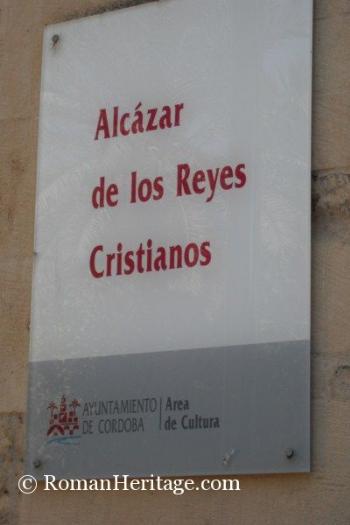 Alcázar
de los Reyes
Cristianos
AYUNTAMIENTO
DE CORDOBA
Area
de Cultura
© RomanHeritage.com